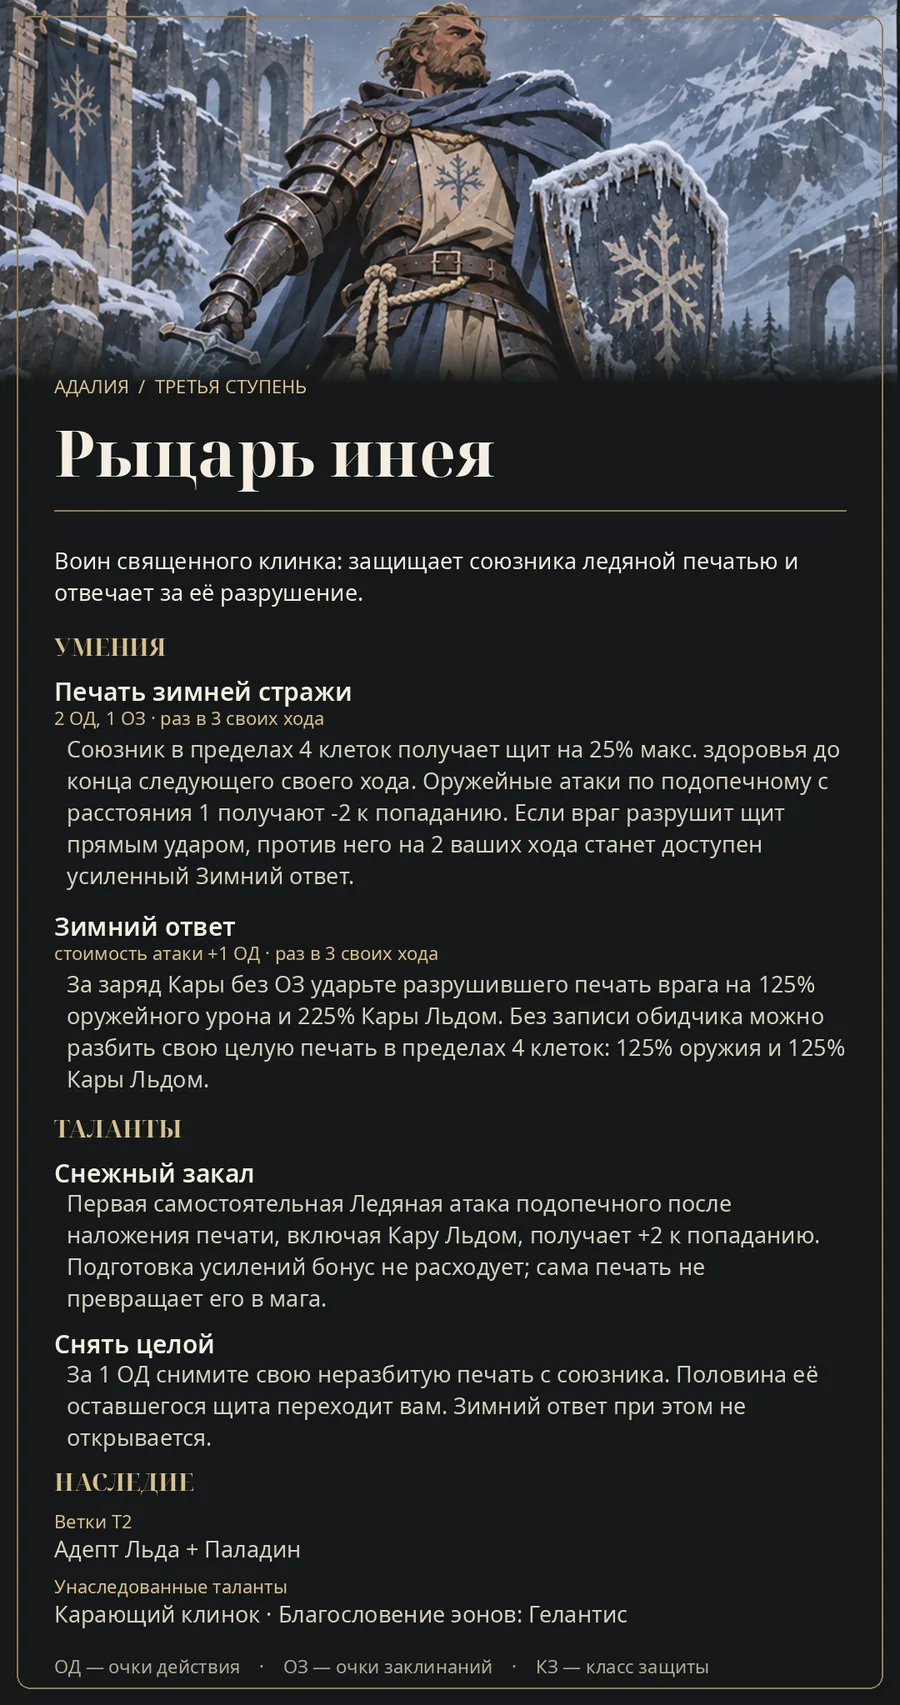 АДАЛИЯ / ТРЕТЬЯ СТУПЕНЬ
Рыцарь инея
Воин священного клинка: защищает союзника ледяной печатью и
отвечает за её разрушение.
УМЕНИЯ
Печать зимней стражи
2 ОД, 1 ОЗ · раз в 3 своих хода
Союзник в пределах 4 клеток получает щит на 25% макс. здоровья до
конца следующего своего хода. Оружейные атаки по подопечному с
расстояния 1 получают -2 к попаданию. Если враг разрушит щит
прямым ударом, против него на 2 ваших хода станет доступен
усиленный Зимний ответ.
Зимний ответ
стоимость атаки +1 ОД · раз в 3 своих хода
За заряд Кары без ОЗ ударьте разрушившего печать врага на 125%
оружейного урона и 225% Кары Льдом. Без записи обидчика можно
разбить свою целую печать в пределах 4 клеток: 125% оружия и 125%
Кары Льдом.
ТАЛАНТЫ
Снежный закал
Первая самостоятельная Ледяная атака подопечного после
наложения печати, включая Кару Льдом, получает +2 к попаданию.
Подготовка усилений бонус не расходует; сама печать не
превращает его в мага.
Снять целой
За 1 ОД снимите свою неразбитую печать с союзника. Половина её
оставшегося щита переходит вам. Зимний ответ при этом не
открывается.
НАСЛЕДИЕ
Ветки Т2
Адепт Льда + Паладин
Унаследованные таланты
Карающий клинок · Благословение эонов: Гелантис
ОД — очки действия · ОЗ — очки заклинаний · КЗ — класс защиты